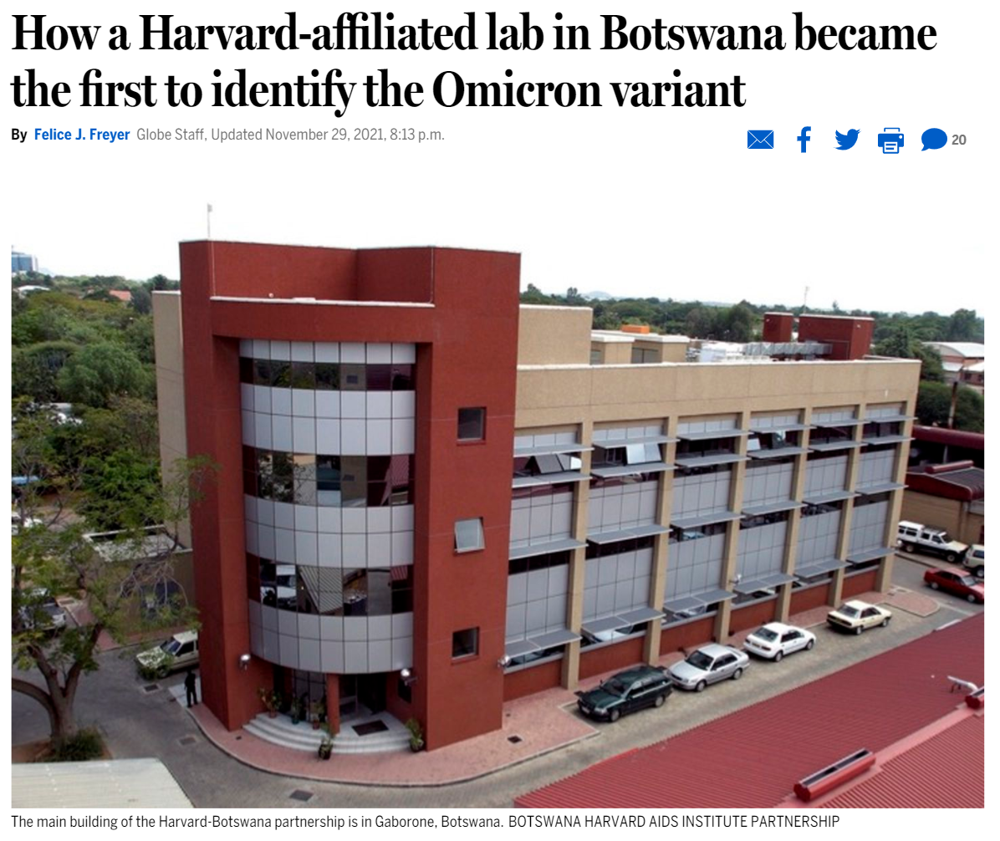 How a Harvard-affiliated lab in Botswana became
the first to identify the Omicron variant
By Felice J. Freyer Globe Staff, Updated November 29, 2021, 8:13 p.m.
20
The main building of the Harvard-Botswana partnership is in Gaborone, Botswana. BOTSWANA HARVARD AIDS INSTITUTE PARTNERSHIP